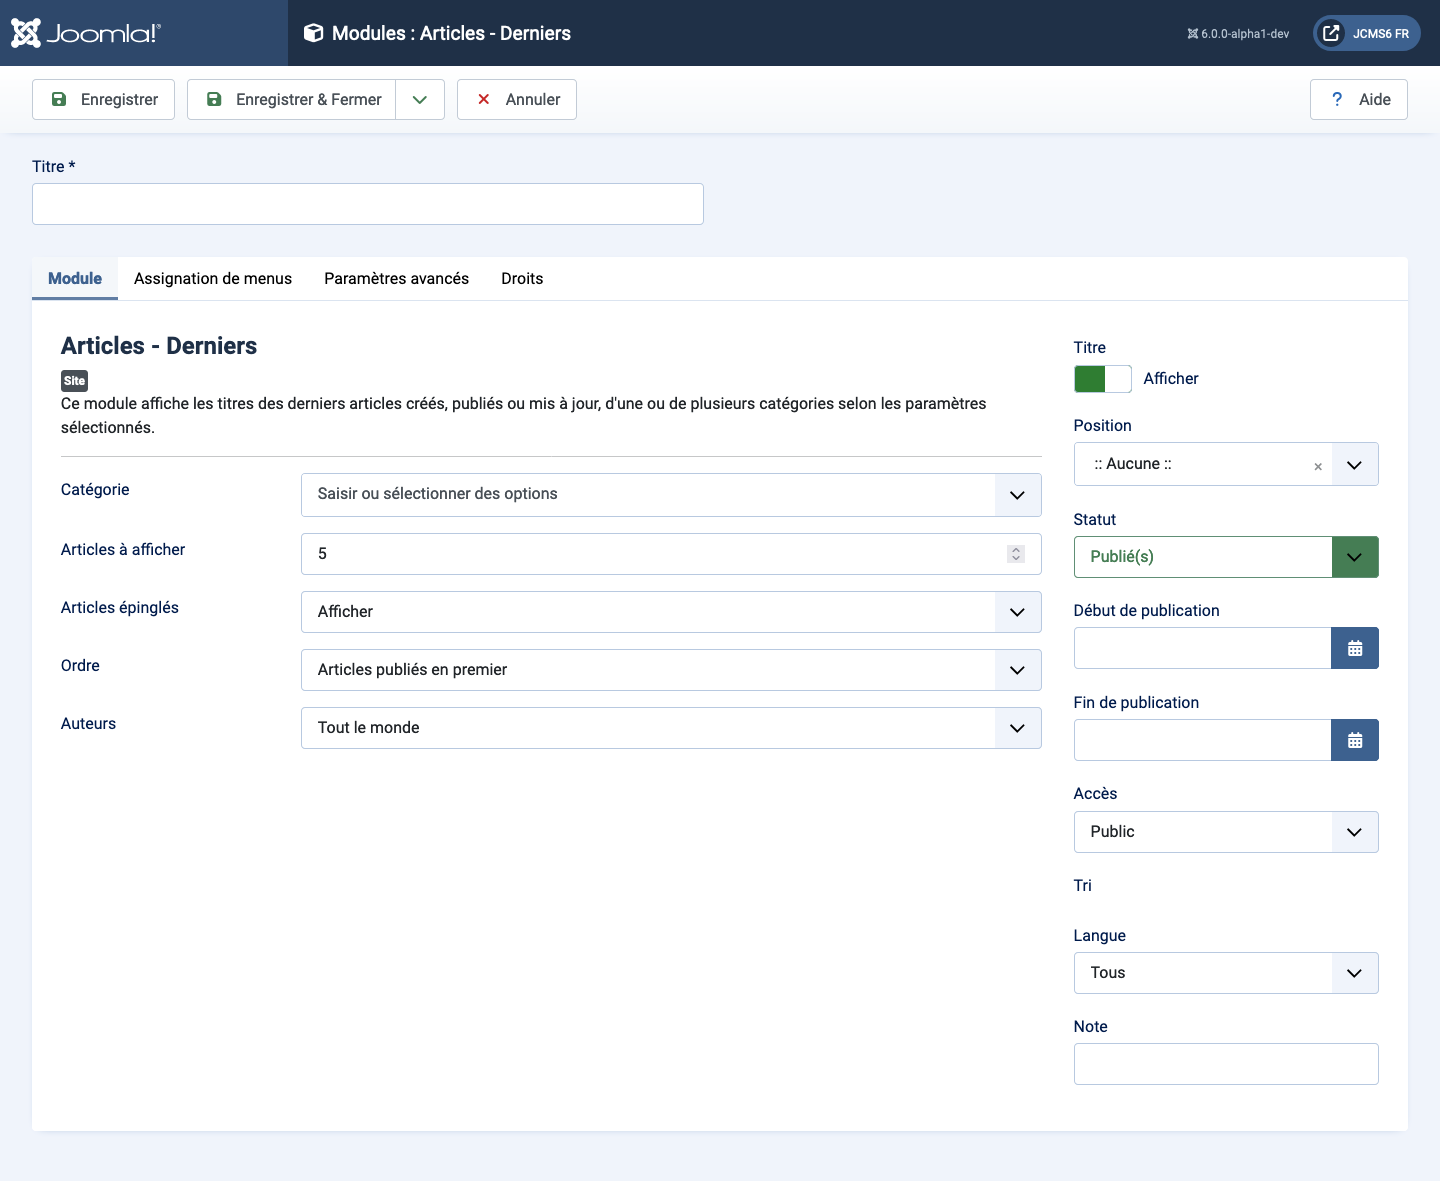 Joomla!®
Modules : Articles - Derniers
6.0.0-alpha1-dev
JCMS6 FR
Enregistrer
Enregistrer & Fermer
Annuler
? Aide
Titre *
Module
Assignation de menus
Paramètres avancés
Droits
Articles - Derniers
Site
Ce module affiche les titres des derniers articles créés, publiés ou mis à jour, d'une ou de plusieurs catégories selon les paramètres
sélectionnés.
Catégorie
Saisir ou sélectionner des options
Articles à afficher
5
Articles épinglés
Afficher
Ordre
Articles publiés en premier
Auteurs
Tout le monde
Titre
Afficher
Position
:: Aucune ::
×
Statut
Publié(s)
Début de publication
Fin de publication
Accès
Public
Tri
Langue
Tous
Note